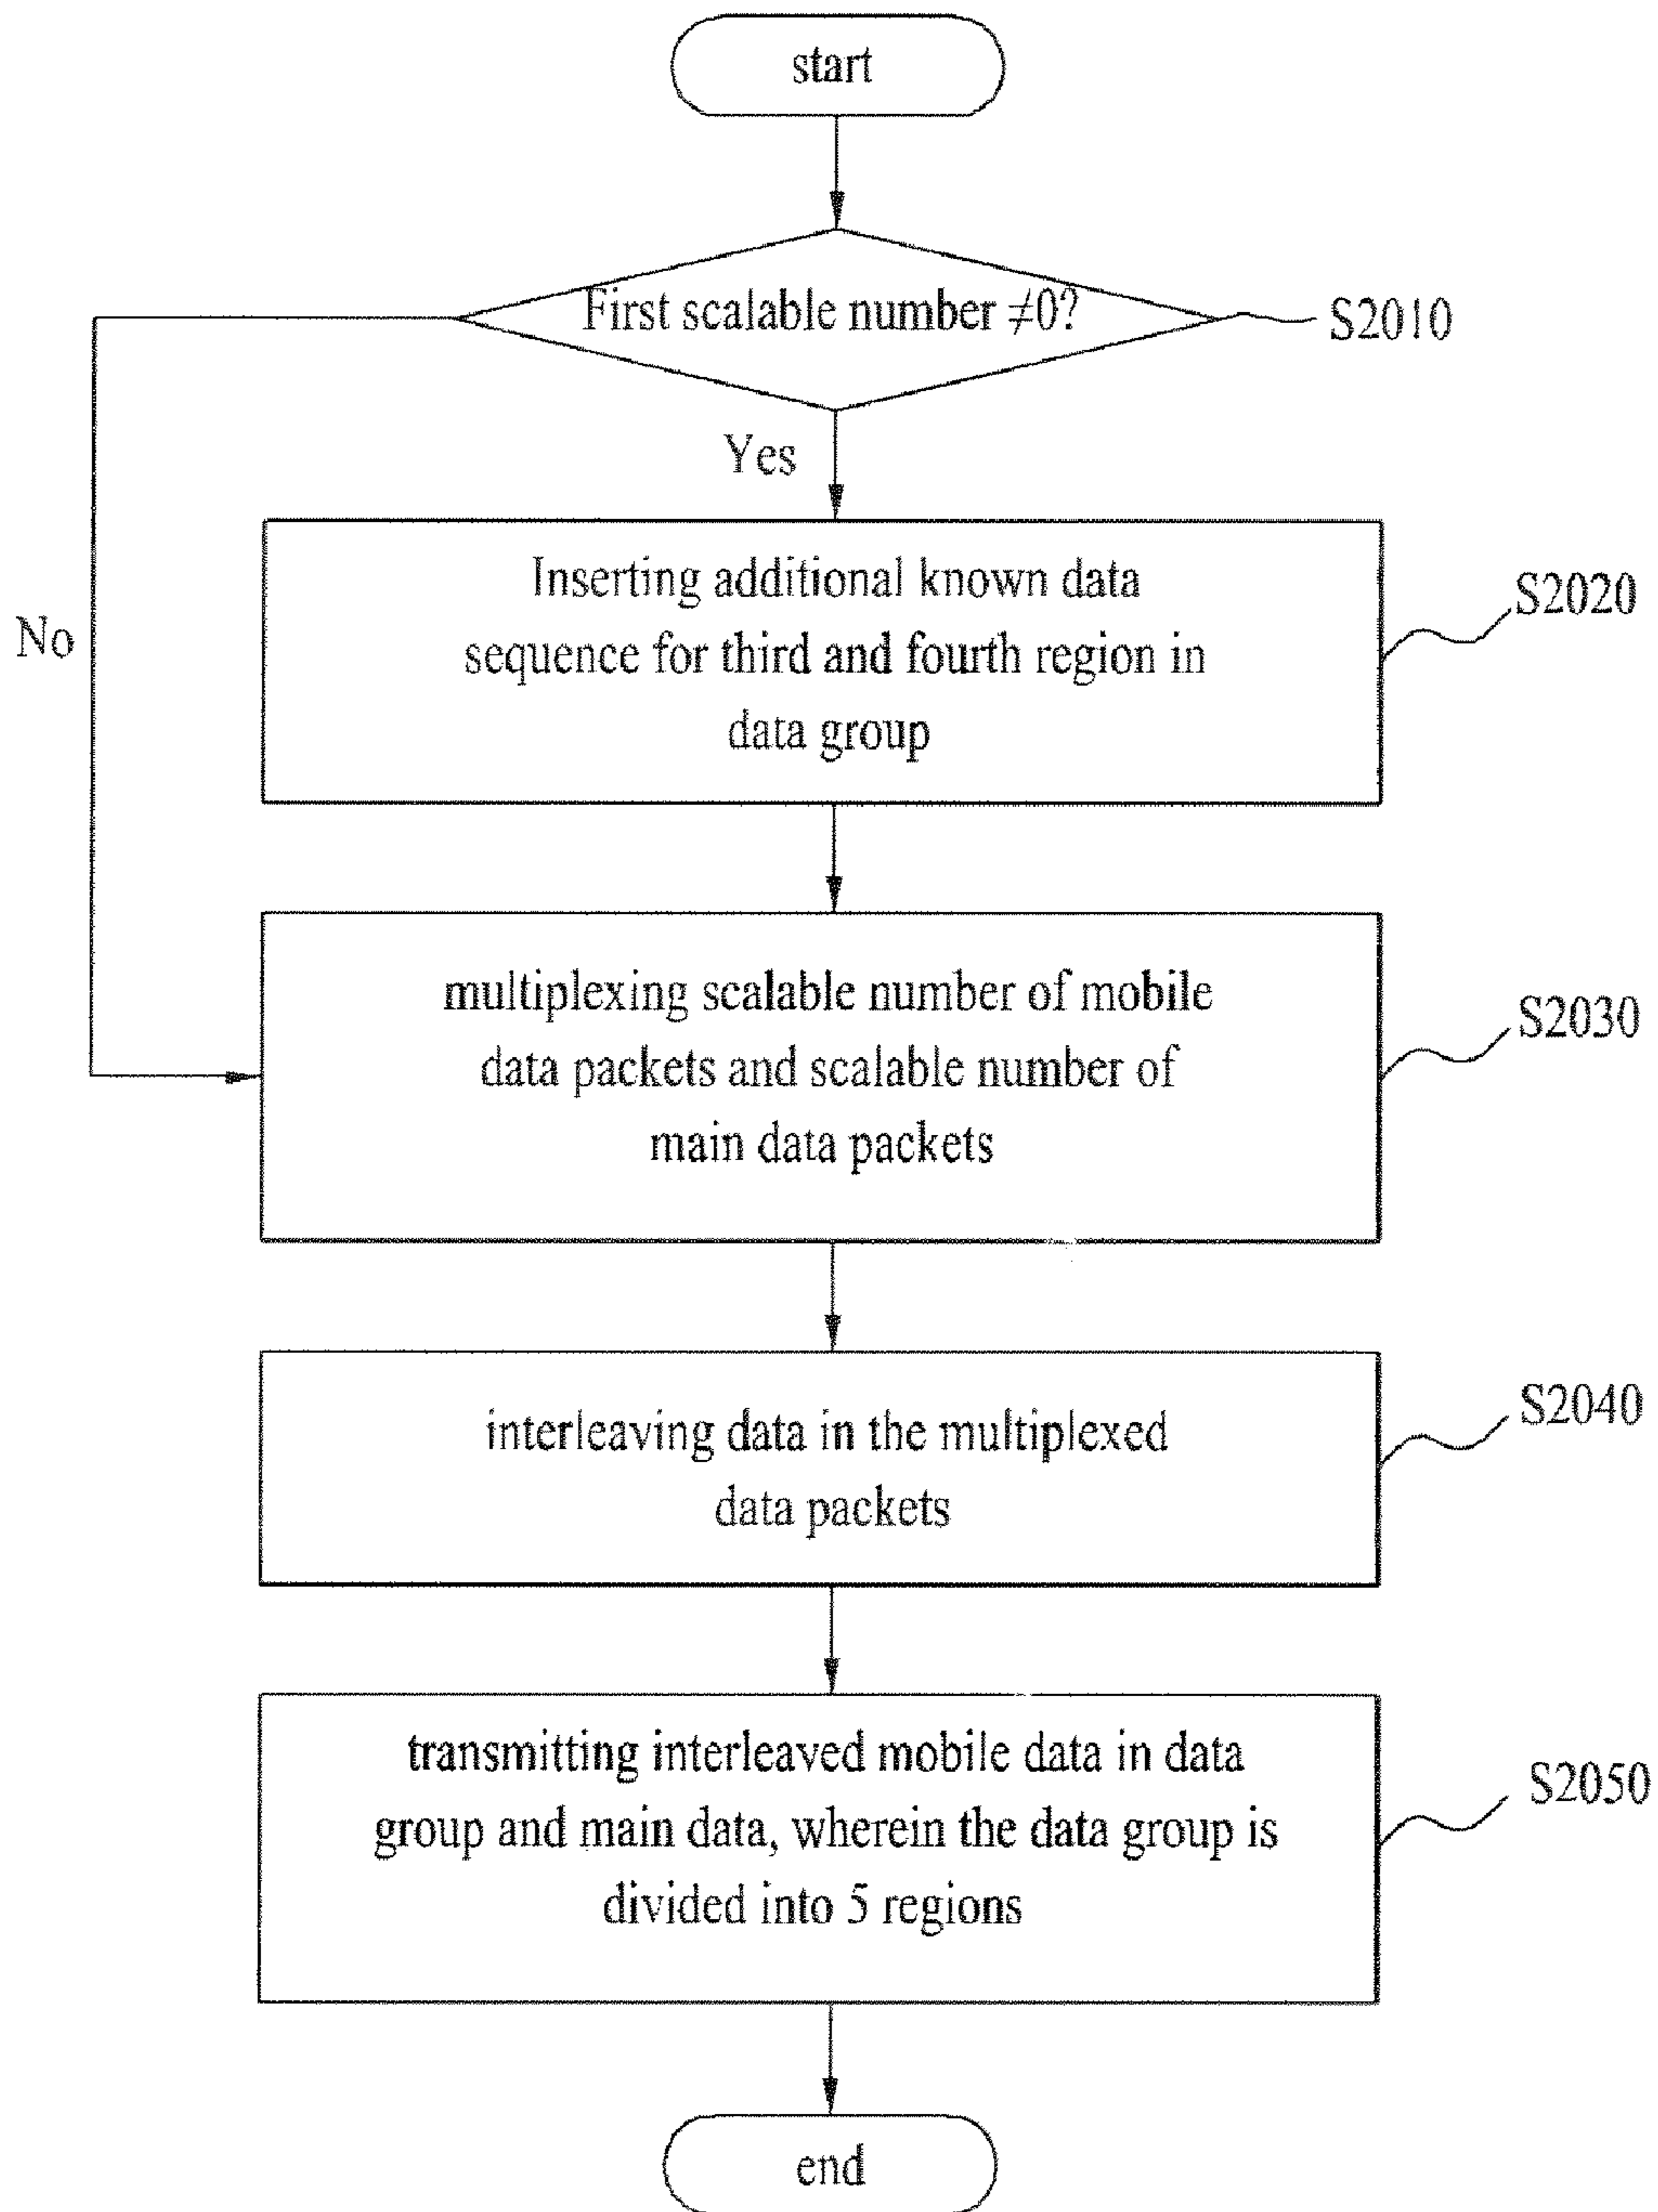 start
First scalable number ≠0?
S2010
Yes
No
Inserting additional known data
sequence for third and fourth region in
data group
S2020
multiplexing scalable number of mobile
data packets and scalable number of
main data packets
S2030
interleaving data in the multiplexed
data packets
S2040
transmitting interleaved mobile data in data
group and main data, wherein the data group is
divided into 5 regions
S2050
end